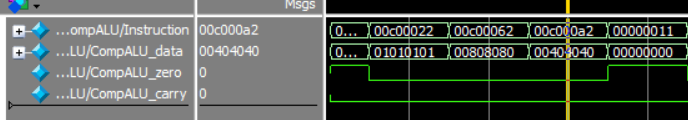 Msgs
...ompALU/Instruction 00c000a2 0... 00c00022 00c00062 00c000a2 00000011
...LU/CompALU_data 00404040 0... 01010101 00808080 00404040 00000000
...LU/CompALU_zero 0
...LU/CompALU_carry 0